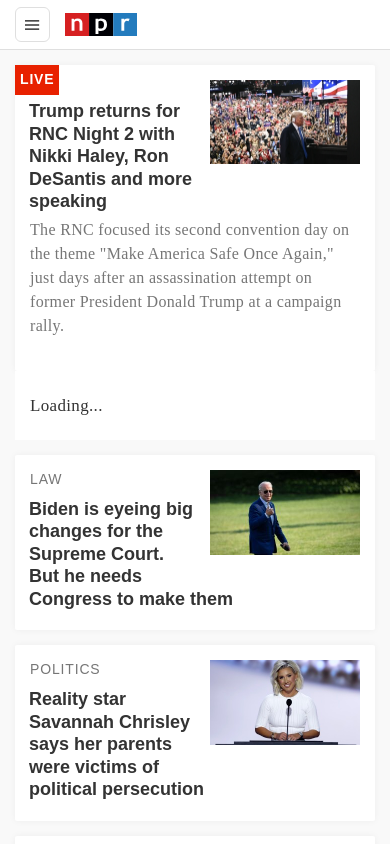 npr
LIVE
Trump returns for
RNC Night 2 with
Nikki Haley, Ron
DeSantis and more
speaking
The RNC focused its second convention day on
the theme "Make America Safe Once Again,"
just days after an assassination attempt on
former President Donald Trump at a campaign
rally.
Loading...
LAW
Biden is eyeing big
changes for the
Supreme Court.
But he needs
Congress to make them
POLITICS
Reality star
Savannah Chrisley
says her parents
were victims of
political persecution